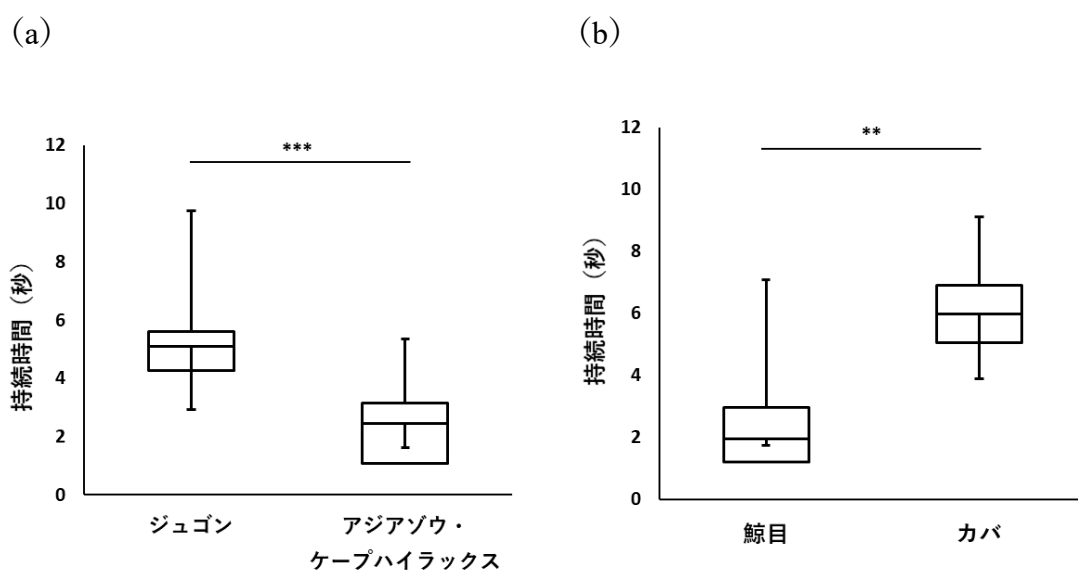 (a)
***
12
10
8
6
4
2
0
持続時間（秒）
ジュゴン
アジアゾウ・
ケープハイラックス
(b)
**
12
10
8
6
4
2
0
持続時間（秒）
鯨目
カバ